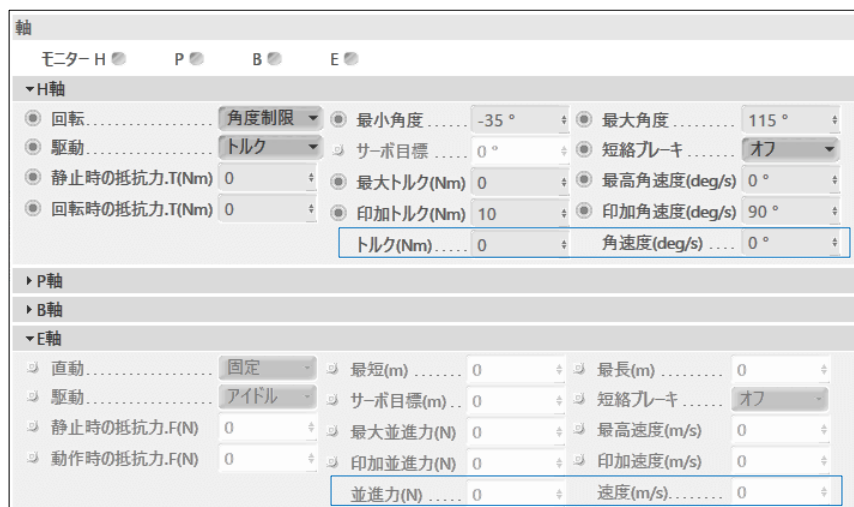 軸
モニター H P B E
▾H軸
回転................ 角度制限 最小角度...... -35 ° 最大角度......... 115 °
駆動................ トルク サーボ目標 ..... 0 ° 短絡ブレーキ....... オフ
静止時の抵抗力.T(Nm) 0 最大トルク(Nm) 0 最高角速度(deg/s) 0 °
回転時の抵抗力.T(Nm) 0 印加トルク(Nm) 10 印加角速度(deg/s) 90 °
トルク(Nm)..... 0 角速度(deg/s) .... 0 °
▸P軸
▸B軸
▾E軸
直動................ 固定 最短(m) ....... 0 最長(m) ......... 0
駆動................ アイドル サーボ目標(m).. 0 短絡ブレーキ...... オフ
静止時の抵抗力.F(N) 0 最大並進力(N) 0 最高速度(m/s) 0
動作時の抵抗力.F(N) 0 印加並進力(N) 0 印加速度(m/s) 0
並進力(N) ..... 0 速度(m/s)........ 0